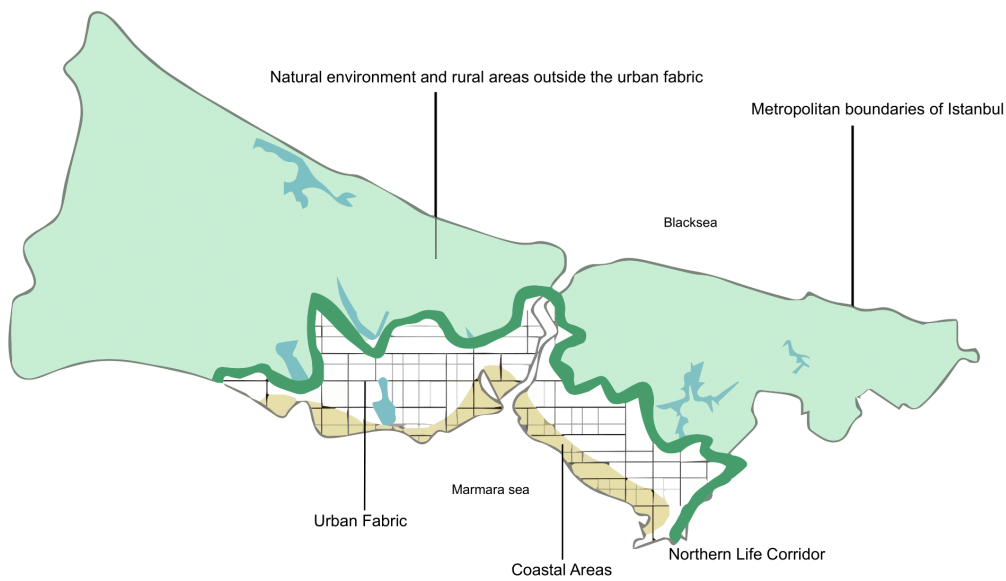 Natural environment and rural areas outside the urban fabric
Metropolitan boundaries of Istanbul
Blacksea
Marmara sea
Urban Fabric
Northern Life Corridor
Coastal Areas